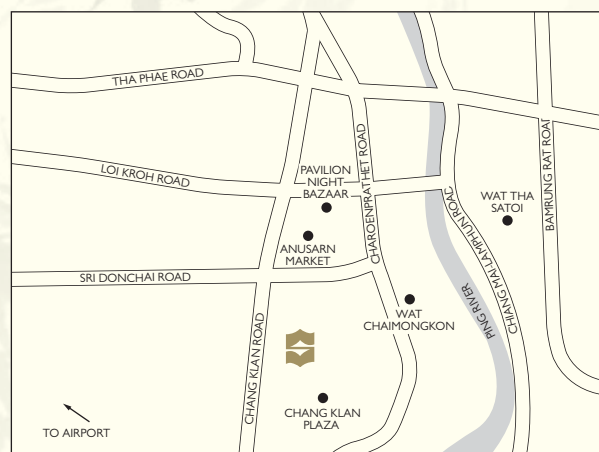 THA PHAE ROAD
LOI KROH ROAD
PAVILION
NIGHT
BAZAAR
CHAROENPRATHET ROAD
ANUSARN
MARKET
SRI DONCHAI ROAD
CHANG KLAN ROAD
WAT
CHAIMONGKON
CHANG KLAN
PLAZA
TO AIRPORT
PING RIVER
CHIANG MAI LAMPHUN ROAD
WAT THA
SATOI
BAMRUNG RAT ROAD